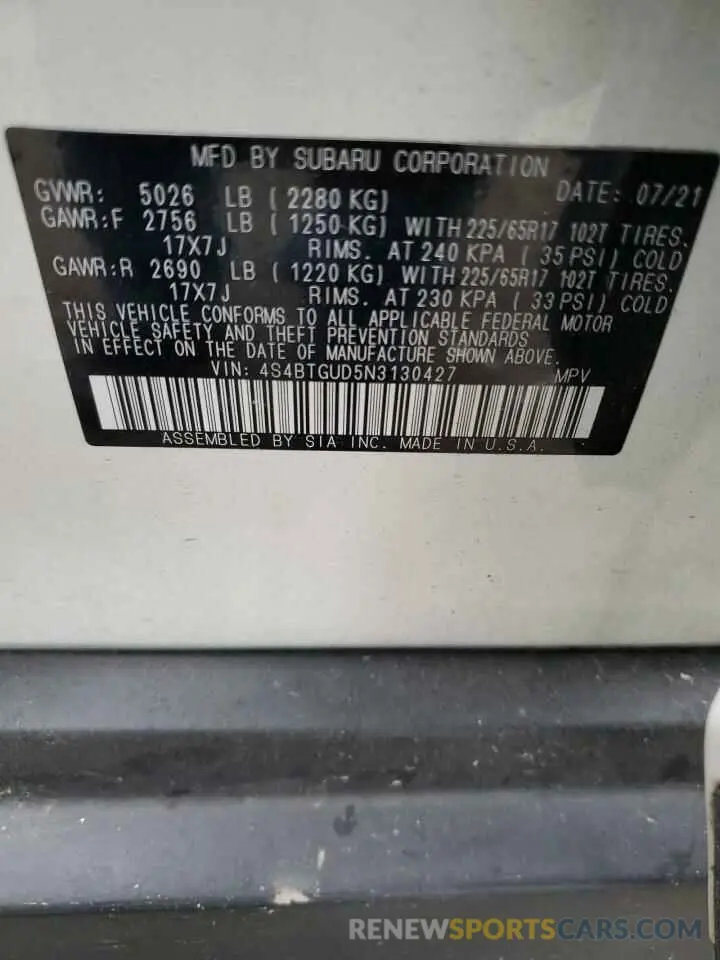 MFD BY SUBARU CORPORATION
GVWR: 5026 LB ( 2280 KG) DATE: 07/21
GAWR:F 2756 LB ( 1250 KG) WITH 225/65R17 102T TIRES.
17X7J RIMS. AT 240 KPA ( 35 PSI) COLD
GAWR:R 2690 LB ( 1220 KG) WITH 225/65R17 102T TIRES.
17X7J RIMS. AT 230 KPA ( 33 PSI) COLD
THIS VEHICLE CONFORMS TO ALL APPLICABLE FEDERAL MOTOR
VEHICLE SAFETY AND THEFT PREVENTION STANDARDS
IN EFFECT ON THE DATE OF MANUFACTURE SHOWN ABOVE.
VIN: 4S4BTGUD5N3130427 MPV
ASSEMBLED BY SIA INC. MADE IN U.S.A.
RENEWSPORTSCARS.COM